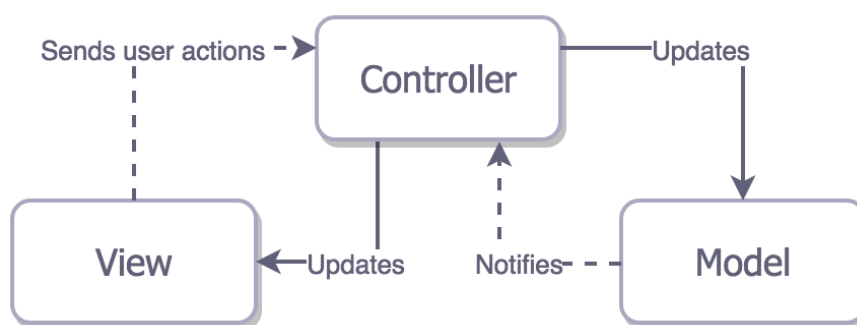 Sends user actions
Controller
Updates
View
Updates
Notifies
Model